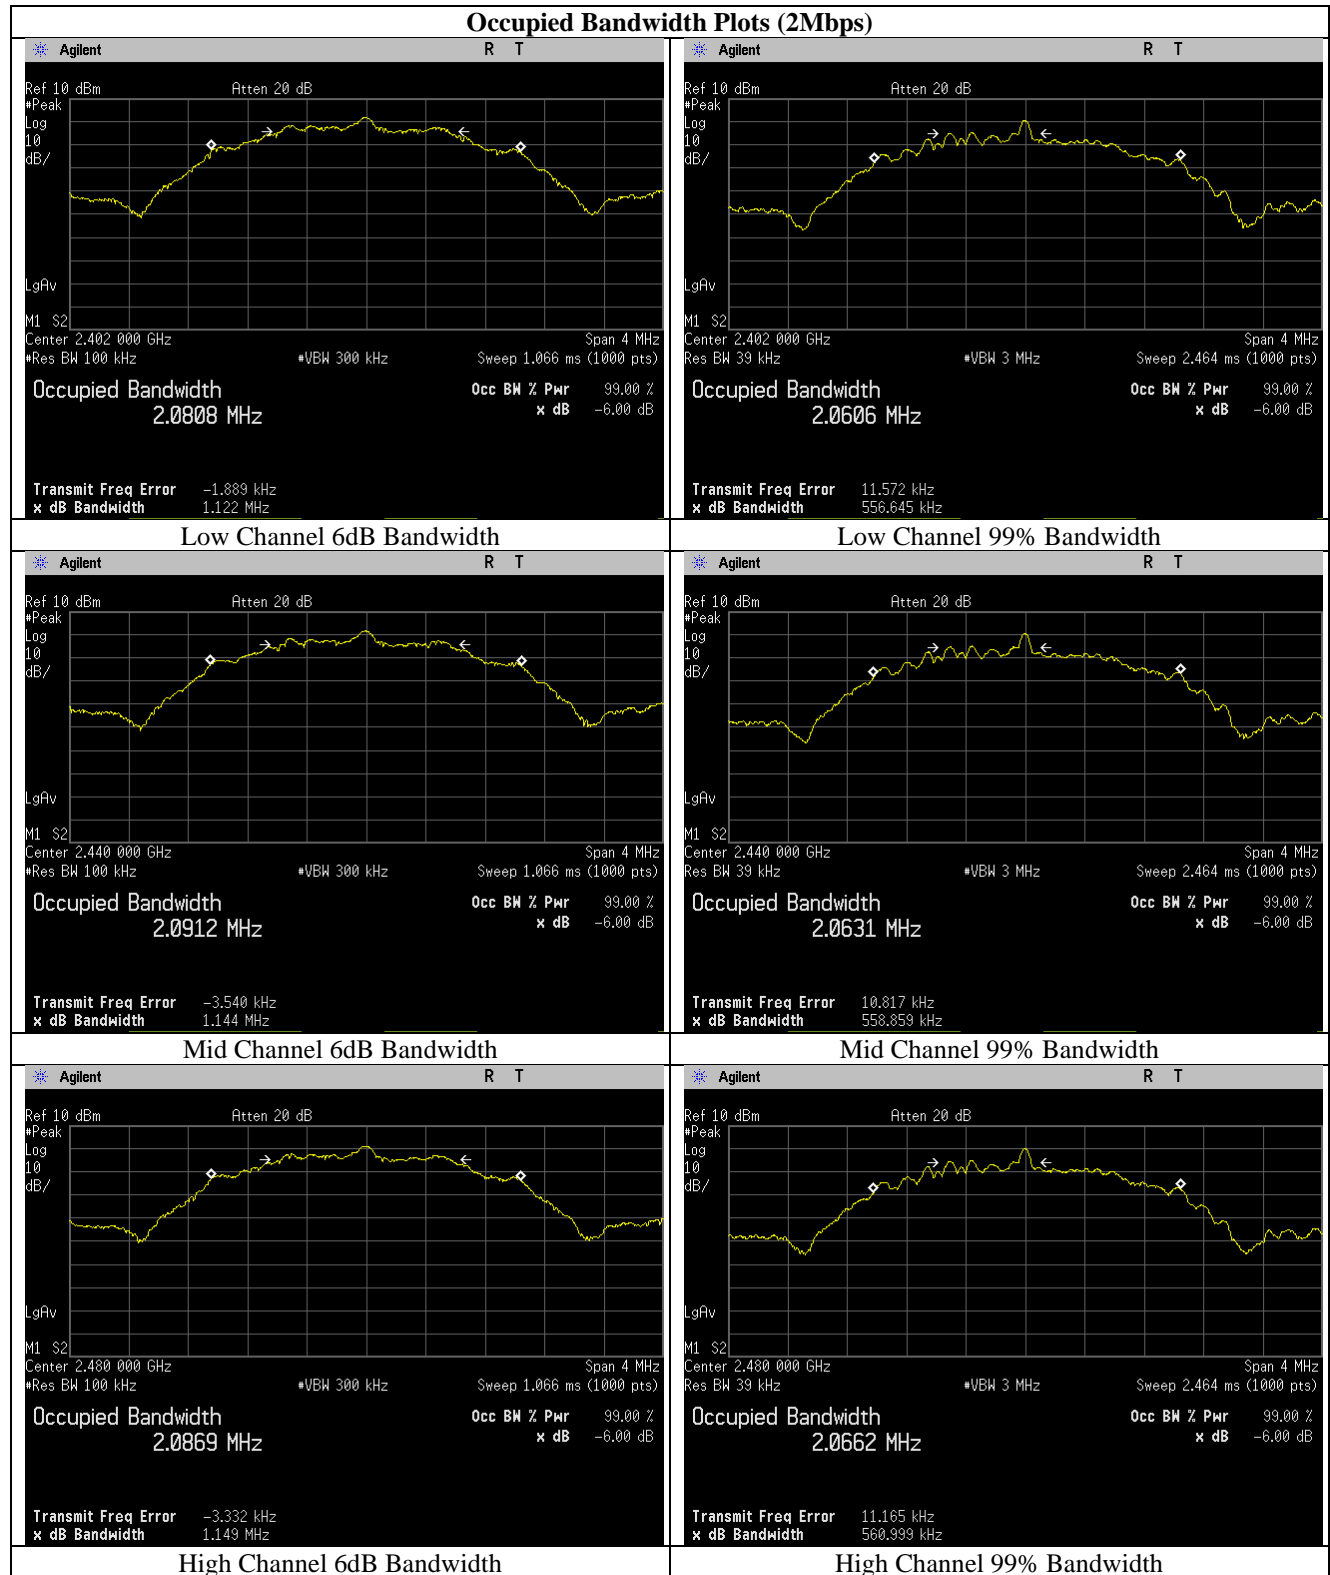 Occupied Bandwidth Plots (2Mbps)
Agilent R T
Ref 10 dBm Atten 20 dB
#Peak
Log
10
dB/
LgAv
M1 S2
Center 2.402 000 GHz Span 4 MHz
#Res BW 100 kHz #VBW 300 kHz Sweep 1.066 ms (1000 pts)
Occupied Bandwidth Occ BW % Pwr 99.00 %
2.0808 MHz x dB -6.00 dB
Transmit Freq Error -1.889 kHz
x dB Bandwidth 1.122 MHz
Low Channel 6dB Bandwidth
Agilent R T
Ref 10 dBm Atten 20 dB
#Peak
Log
10
dB/
LgAv
M1 S2
Center 2.402 000 GHz Span 4 MHz
Res BW 39 kHz #VBW 3 MHz Sweep 2.464 ms (1000 pts)
Occupied Bandwidth Occ BW % Pwr 99.00 %
2.0606 MHz x dB -6.00 dB
Transmit Freq Error 11.572 kHz
x dB Bandwidth 556.645 kHz
Low Channel 99% Bandwidth
Agilent R T
Ref 10 dBm Atten 20 dB
#Peak
Log
10
dB/
LgAv
M1 S2
Center 2.440 000 GHz Span 4 MHz
#Res BW 100 kHz #VBW 300 kHz Sweep 1.066 ms (1000 pts)
Occupied Bandwidth Occ BW % Pwr 99.00 %
2.0912 MHz x dB -6.00 dB
Transmit Freq Error -3.540 kHz
x dB Bandwidth 1.144 MHz
Mid Channel 6dB Bandwidth
Agilent R T
Ref 10 dBm Atten 20 dB
#Peak
Log
10
dB/
LgAv
M1 S2
Center 2.440 000 GHz Span 4 MHz
Res BW 39 kHz #VBW 3 MHz Sweep 2.464 ms (1000 pts)
Occupied Bandwidth Occ BW % Pwr 99.00 %
2.0631 MHz x dB -6.00 dB
Transmit Freq Error 10.817 kHz
x dB Bandwidth 558.859 kHz
Mid Channel 99% Bandwidth
Agilent R T
Ref 10 dBm Atten 20 dB
#Peak
Log
10
dB/
LgAv
M1 S2
Center 2.480 000 GHz Span 4 MHz
#Res BW 100 kHz #VBW 300 kHz Sweep 1.066 ms (1000 pts)
Occupied Bandwidth Occ BW % Pwr 99.00 %
2.0869 MHz x dB -6.00 dB
Transmit Freq Error -3.332 kHz
x dB Bandwidth 1.149 MHz
High Channel 6dB Bandwidth
Agilent R T
Ref 10 dBm Atten 20 dB
#Peak
Log
10
dB/
LgAv
M1 S2
Center 2.480 000 GHz Span 4 MHz
Res BW 39 kHz #VBW 3 MHz Sweep 2.464 ms (1000 pts)
Occupied Bandwidth Occ BW % Pwr 99.00 %
2.0662 MHz x dB -6.00 dB
Transmit Freq Error 11.165 kHz
x dB Bandwidth 560.999 kHz
High Channel 99% Bandwidth